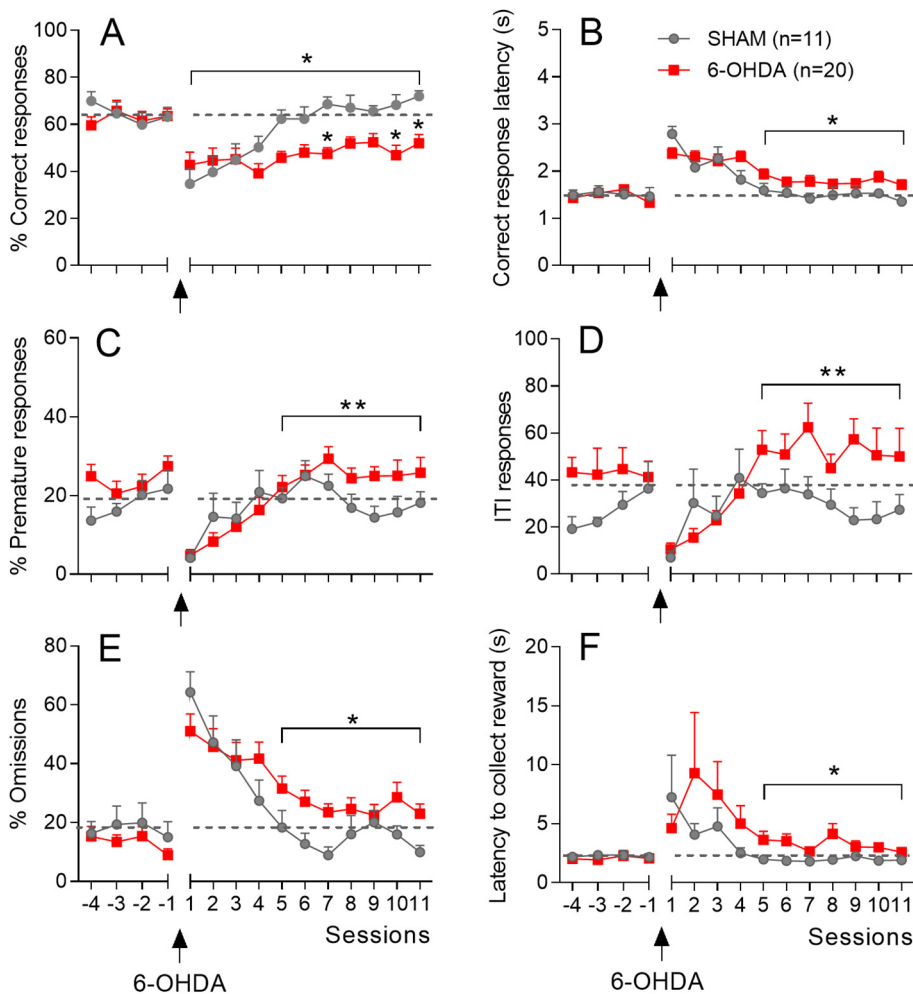 A
% Correct responses
100
80
60
40
20
0
*
*
*
*
B
Correct response latency (s)
5
4
3
2
1
0
SHAM (n=11)
6-OHDA (n=20)
*
C
% Premature responses
60
40
20
0
**
D
ITI responses
100
80
60
40
20
0
**
E
% Omissions
80
60
40
20
0
*
-4 -3 -2 -1 1 2 3 4 5 6 7 8 9 10 11
Sessions
6-OHDA
F
Latency to collect reward (s)
20
15
10
5
0
*
-4 -3 -2 -1 1 2 3 4 5 6 7 8 9 10 11
Sessions
6-OHDA